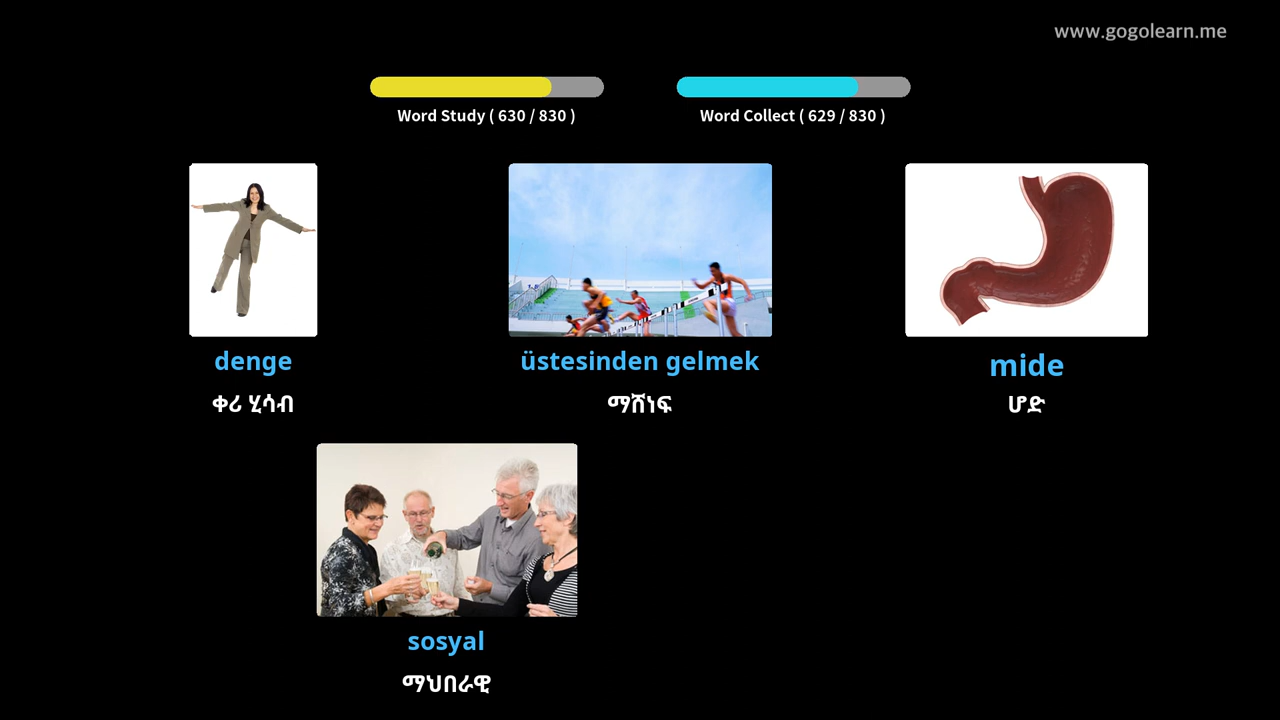 www.gogolearn.me
Word Study ( 630 / 830 )
Word Collect ( 629 / 830 )
denge
ቀሪ ሂሳብ
üstesinden gelmek
ማሸነፍ
mide
ሆድ
sosyal
ማህበራዊ